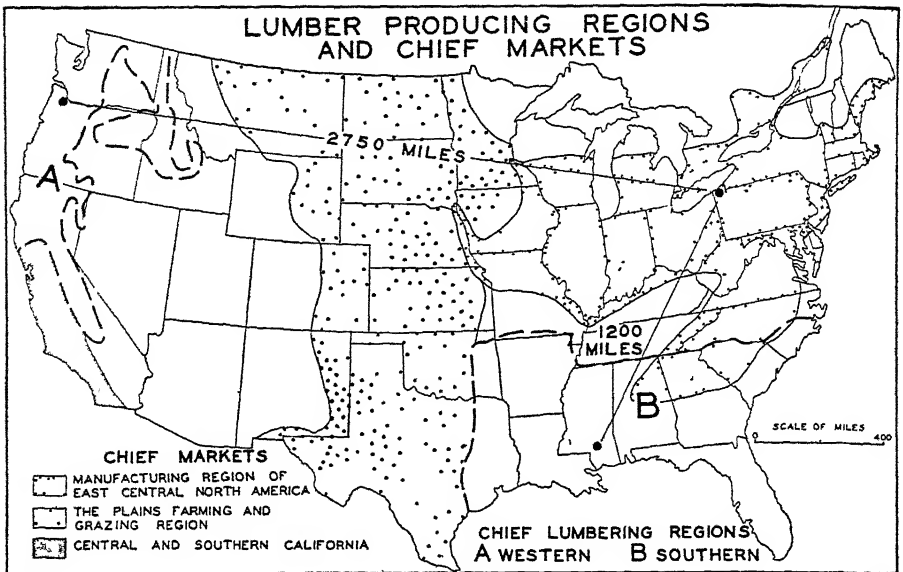 LUMBER PRODUCING REGIONS
AND CHIEF MARKETS
2750 MILES
A
1200
MILES
B
SCALE OF MILES
0 400
CHIEF MARKETS
MANUFACTURING REGION OF
EAST CENTRAL NORTH AMERICA
THE PLAINS FARMING AND
GRAZING REGION
CENTRAL AND SOUTHERN CALIFORNIA
CHIEF LUMBERING REGIONS
A WESTERN B SOUTHERN